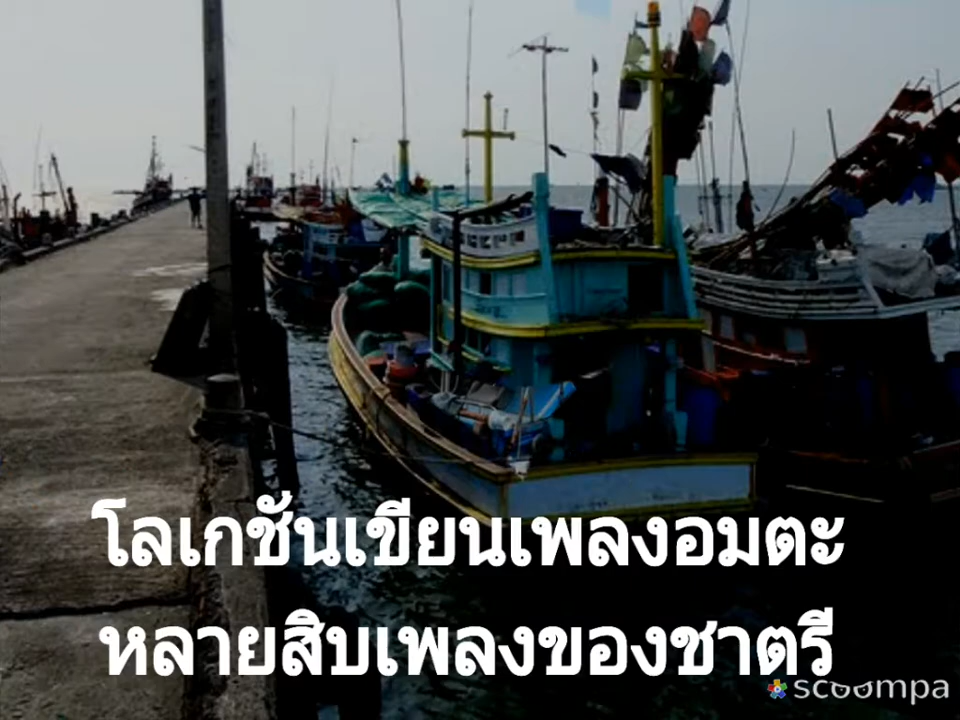 โลเกชันเขียนเพลงอมตะ
หลายสิบเพลงของชาตรี
scoompa